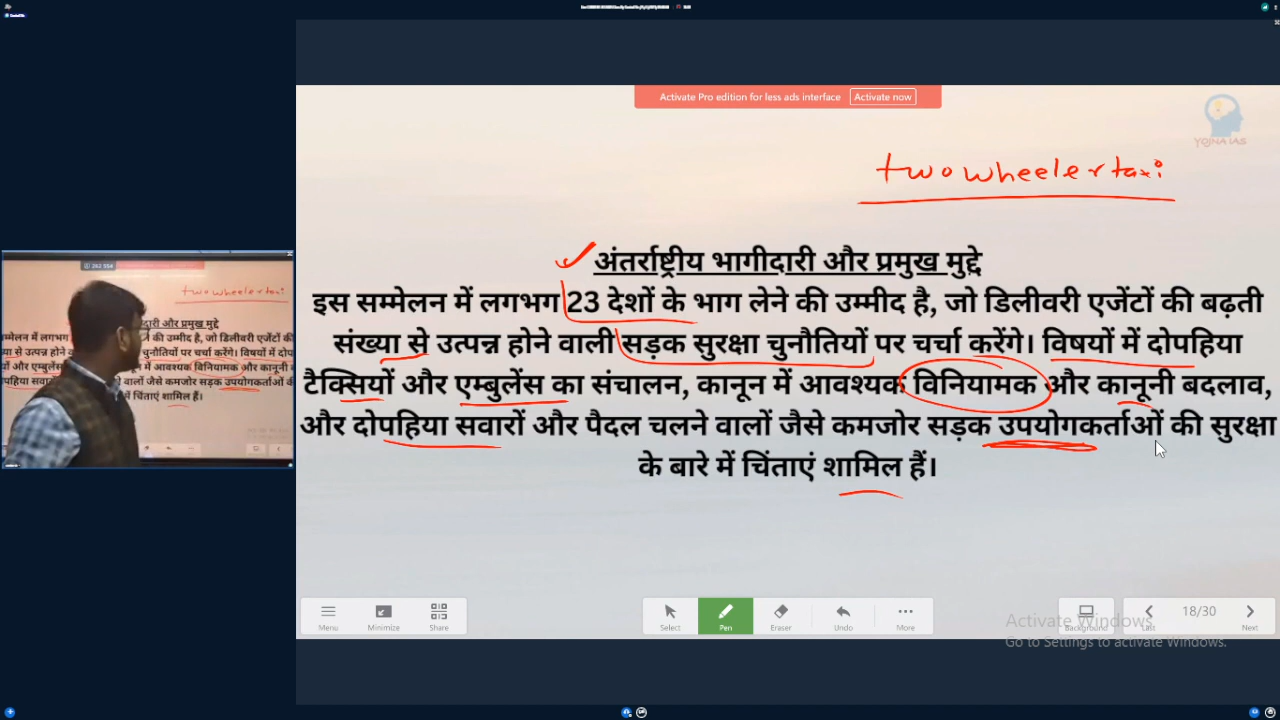 Activate Pro edition for less ads interface Activate now
YOJNA IAS
two wheeler taxi
अंतर्राष्ट्रीय भागीदारी और प्रमुख मुद्दे
इस सम्मेलन में लगभग 23 देशों के भाग लेने की उम्मीद है, जो डिलीवरी एजेंटों की बढ़ती
संख्या से उत्पन्न होने वाली सड़क सुरक्षा चुनौतियों पर चर्चा करेंगे। विषयों में दोपहिया
टैक्सियों और एम्बुलेंस का संचालन, कानून में आवश्यक विनियामक और कानूनी बदलाव,
और दोपहिया सवारों और पैदल चलने वालों जैसे कमजोर सड़क उपयोगकर्ताओं की सुरक्षा
के बारे में चिंताएं शामिल हैं।
Menu Minimize Share Select Pen Eraser Undo More Background Last 18/30 Next
Activate Windows
Go to Settings to activate Windows.